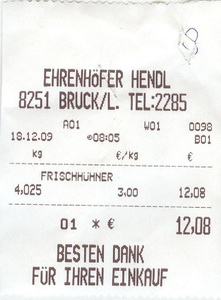 EHRENHöFER HENDL
8251 BRUCK/L. TEL:2285
A01 W01 0098
18.12.09 ⊙08:05 B01
kg €/kg €
FRISCHHÜHNER
4,025 3,00 12,08
01 * € 12,08
BESTEN DANK
FÜR IHREN EINKAUF